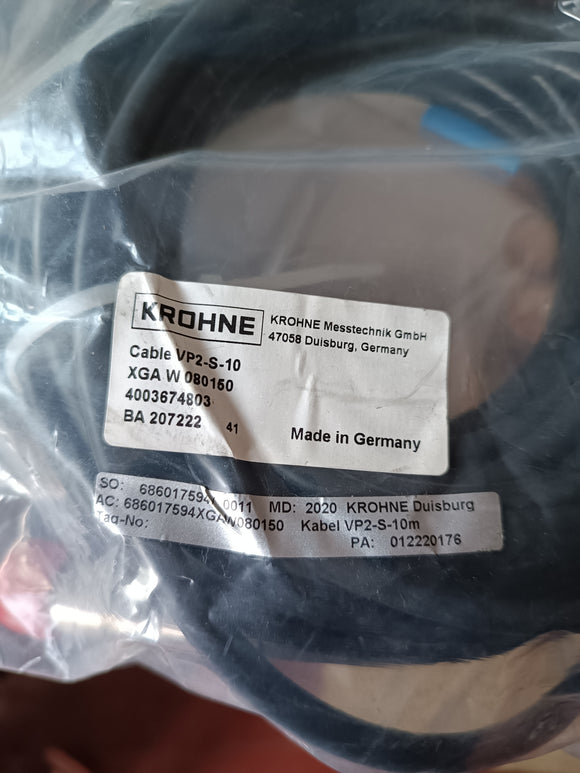 KROHNE
KROHNE Messtechnik GmbH
47058 Duisburg, Germany
Cable VP2-S-10
XGA W 080150
4003674803
BA 207222 41
Made in Germany
SO: 686017594 0011 MD: 2020 KROHNE Duisburg
AC: 686017594XGAW080150 Kabel VP2-S-10m
Tag-No:
PA: 012220176